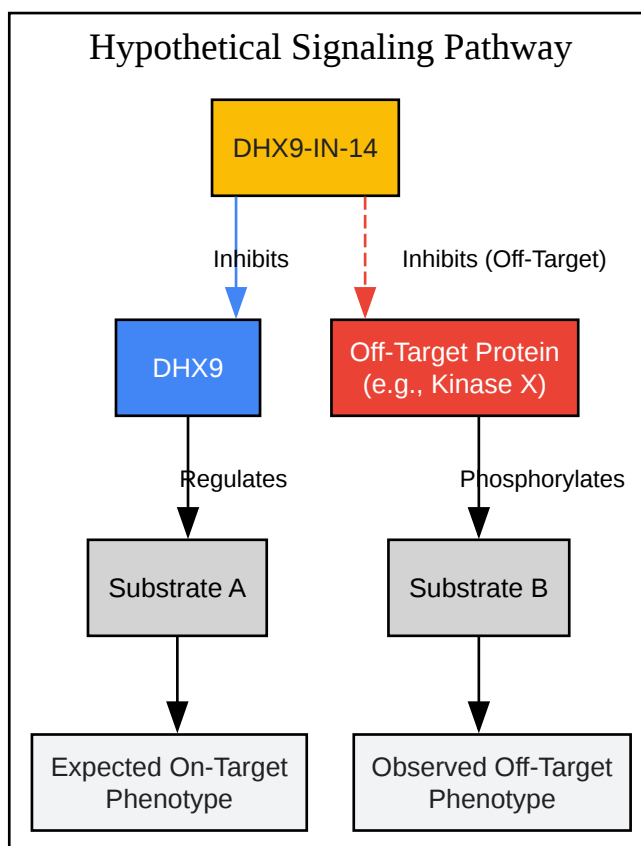 Hypothetical Signaling Pathway
DHX9-IN-14
Inhibits
Inhibits (Off-Target)
DHX9
Off-Target Protein
(e.g., Kinase X)
Regulates
Phosphorylates
Substrate A
Substrate B
Expected On-Target
Phenotype
Observed Off-Target
Phenotype